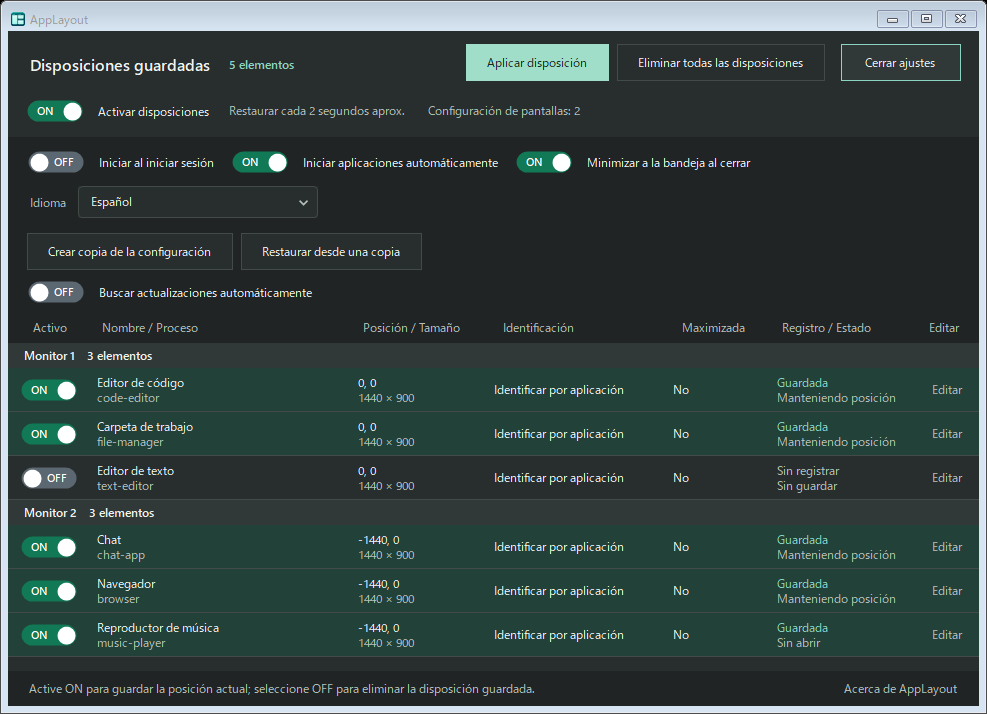 AppLayout
Disposiciones guardadas 5 elementos Aplicar disposición Eliminar todas las disposiciones Cerrar ajustes
ON Activar disposiciones Restaurar cada 2 segundos aprox. Configuración de pantallas: 2
OFF Iniciar al iniciar sesión ON Iniciar aplicaciones automáticamente ON Minimizar a la bandeja al cerrar
Idioma Español
Crear copia de la configuración Restaurar desde una copia
OFF Buscar actualizaciones automáticamente
Activo Nombre / Proceso Posición / Tamaño Identificación Maximizada Registro / Estado Editar
Monitor 1 3 elementos
ON Editor de código 0, 0 Identificar por aplicación No Guardada Editar
code-editor 1440 × 900 Manteniendo posición
ON Carpeta de trabajo 0, 0 Identificar por aplicación No Guardada Editar
file-manager 1440 × 900 Manteniendo posición
OFF Editor de texto 0, 0 Identificar por aplicación No Sin registrar Editar
text-editor 1440 × 900 Sin guardar
Monitor 2 3 elementos
ON Chat -1440, 0 Identificar por aplicación No Guardada Editar
chat-app 1440 × 900 Manteniendo posición
ON Navegador -1440, 0 Identificar por aplicación No Guardada Editar
browser 1440 × 900 Manteniendo posición
ON Reproductor de música -1440, 0 Identificar por aplicación No Guardada Editar
music-player 1440 × 900 Sin abrir
Active ON para guardar la posición actual; seleccione OFF para eliminar la disposición guardada. Acerca de AppLayout